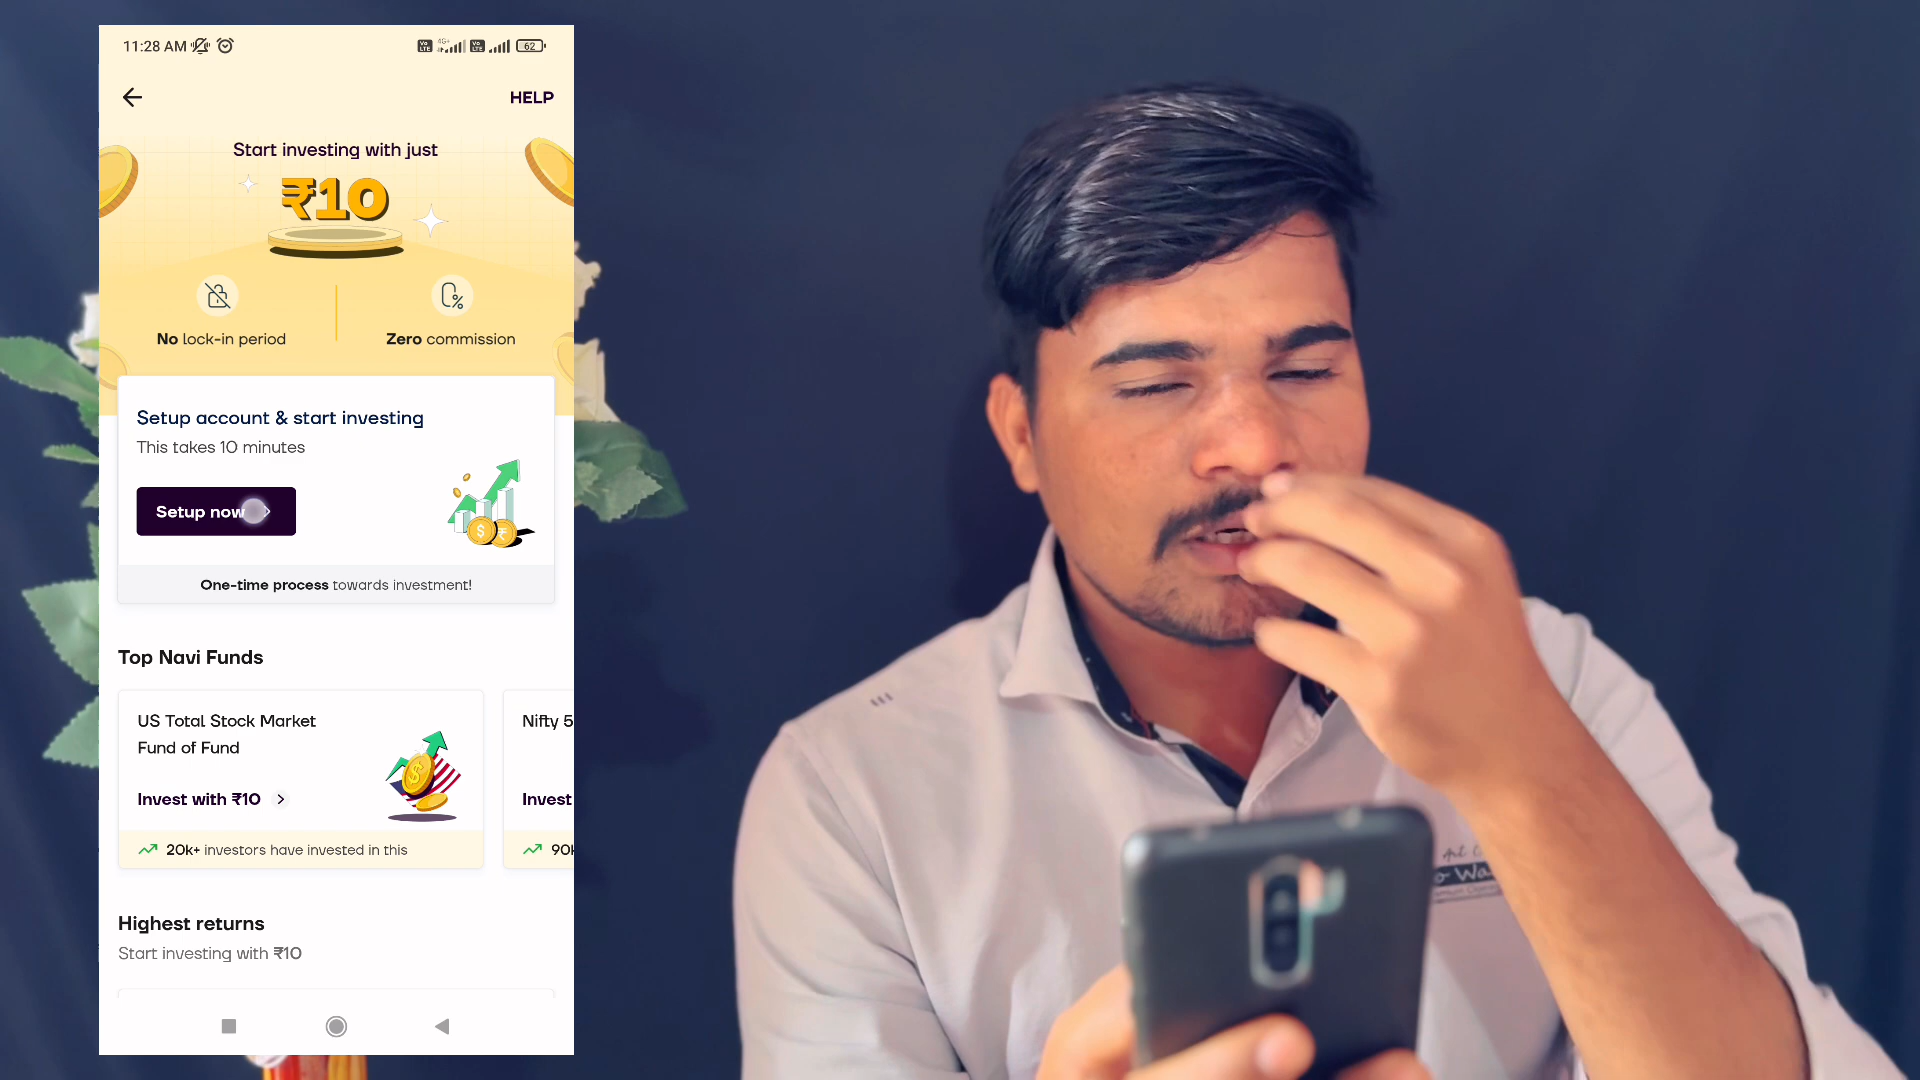 11:28 AM
62
HELP
Start investing with just
₹10
No lock-in period
Zero commission
Setup account & start investing
This takes 10 minutes
Setup now
One-time process towards investment!
Top Navi Funds
US Total Stock Market
Fund of Fund
Invest with ₹10
20k+ investors have invested in this
Nifty 5
Invest
90k
Highest returns
Start investing with ₹10